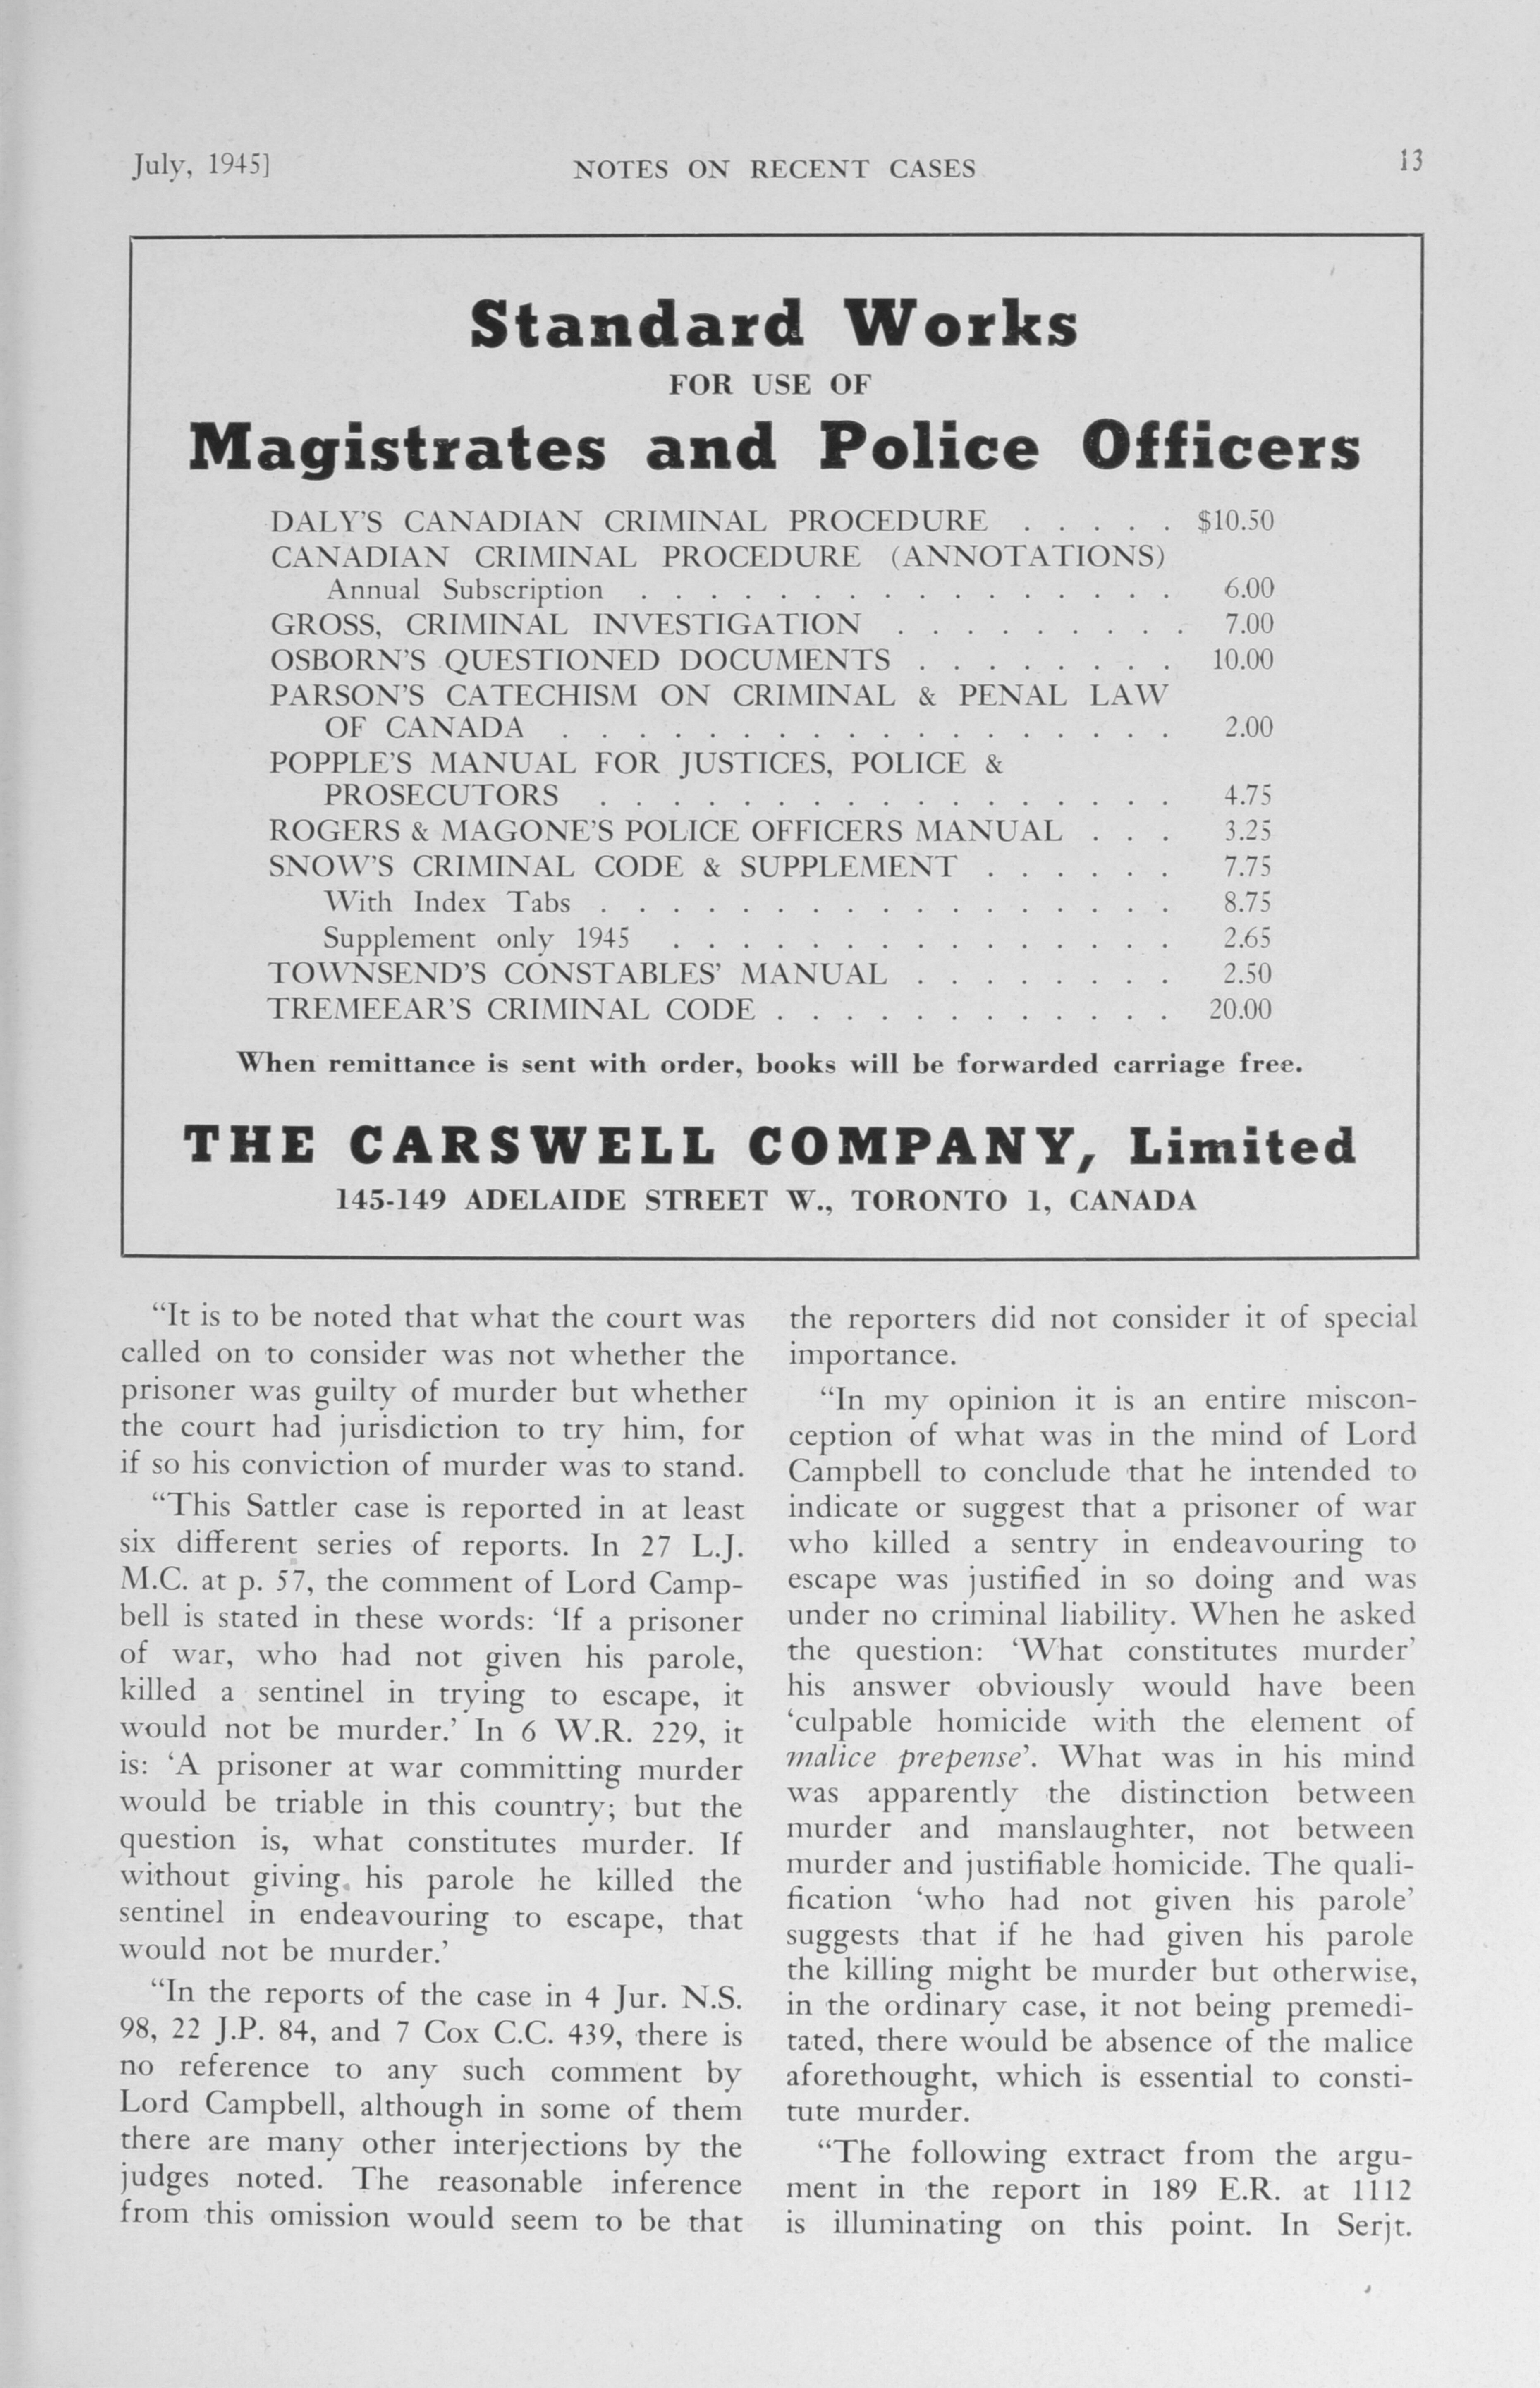 July, 1945]
NOTES ON RECENT CASES
13
Standard Works
FOR USE OF
Magistrates and Police Officers
DALY'S CANADIAN CRIMINAL PROCEDURE . . . . . $10.50
CANADIAN CRIMINAL PROCEDURE (ANNOTATIONS)
Annual Subscription . . . . . . . . . . . . . . . . 6.00
GROSS, CRIMINAL INVESTIGATION . . . . . . . . . 7.00
OSBORN'S QUESTIONED DOCUMENTS . . . . . . . . 10.00
PARSON'S CATECHISM ON CRIMINAL & PENAL LAW
OF CANADA . . . . . . . . . . . . . . . . . . 2.00
POPPLE'S MANUAL FOR JUSTICES, POLICE &
PROSECUTORS . . . . . . . . . . . . . . . . . 4.75
ROGERS & MAGONE'S POLICE OFFICERS MANUAL . . . 3.25
SNOW'S CRIMINAL CODE & SUPPLEMENT . . . . . . 7.75
With Index Tabs . . . . . . . . . . . . . . . . . 8.75
Supplement only 1945 . . . . . . . . . . . . . . . 2.65
TOWNSEND'S CONSTABLES' MANUAL . . . . . . . . 2.50
TREMEEAR'S CRIMINAL CODE . . . . . . . . . . . . 20.00
When remittance is sent with order, books will be forwarded carriage free.
THE CARSWELL COMPANY, Limited
145-149 ADELAIDE STREET W., TORONTO 1, CANADA
"It is to be noted that what the court was
called on to consider was not whether the
prisoner was guilty of murder but whether
the court had jurisdiction to try him, for
if so his conviction of murder was to stand.
"This Sattler case is reported in at least
six different series of reports. In 27 L.J.
M.C. at p. 57, the comment of Lord Camp-
bell is stated in these words: 'If a prisoner
of war, who had not given his parole,
killed a sentinel in trying to escape, it
would not be murder.' In 6 W.R. 229, it
is: 'A prisoner at war committing murder
would be triable in this country; but the
question is, what constitutes murder. If
without giving his parole he killed the
sentinel in endeavouring to escape, that
would not be murder.'
"In the reports of the case in 4 Jur. N.S.
98, 22 J.P. 84, and 7 Cox C.C. 439, there is
no reference to any such comment by
Lord Campbell, although in some of them
there are many other interjections by the
judges noted. The reasonable inference
from this omission would seem to be that
the reporters did not consider it of special
importance.
"In my opinion it is an entire miscon-
ception of what was in the mind of Lord
Campbell to conclude that he intended to
indicate or suggest that a prisoner of war
who killed a sentry in endeavouring to
escape was justified in so doing and was
under no criminal liability. When he asked
the question: 'What constitutes murder'
his answer obviously would have been
'culpable homicide with the element of
malice prepense'. What was in his mind
was apparently the distinction between
murder and manslaughter, not between
murder and justifiable homicide. The quali-
fication 'who had not given his parole'
suggests that if he had given his parole
the killing might be murder but otherwise,
in the ordinary case, it not being premedi-
tated, there would be absence of the malice
aforethought, which is essential to consti-
tute murder.
"The following extract from the argu-
ment in the report in 189 E.R. at 1112
is illuminating on this point. In Serjt.